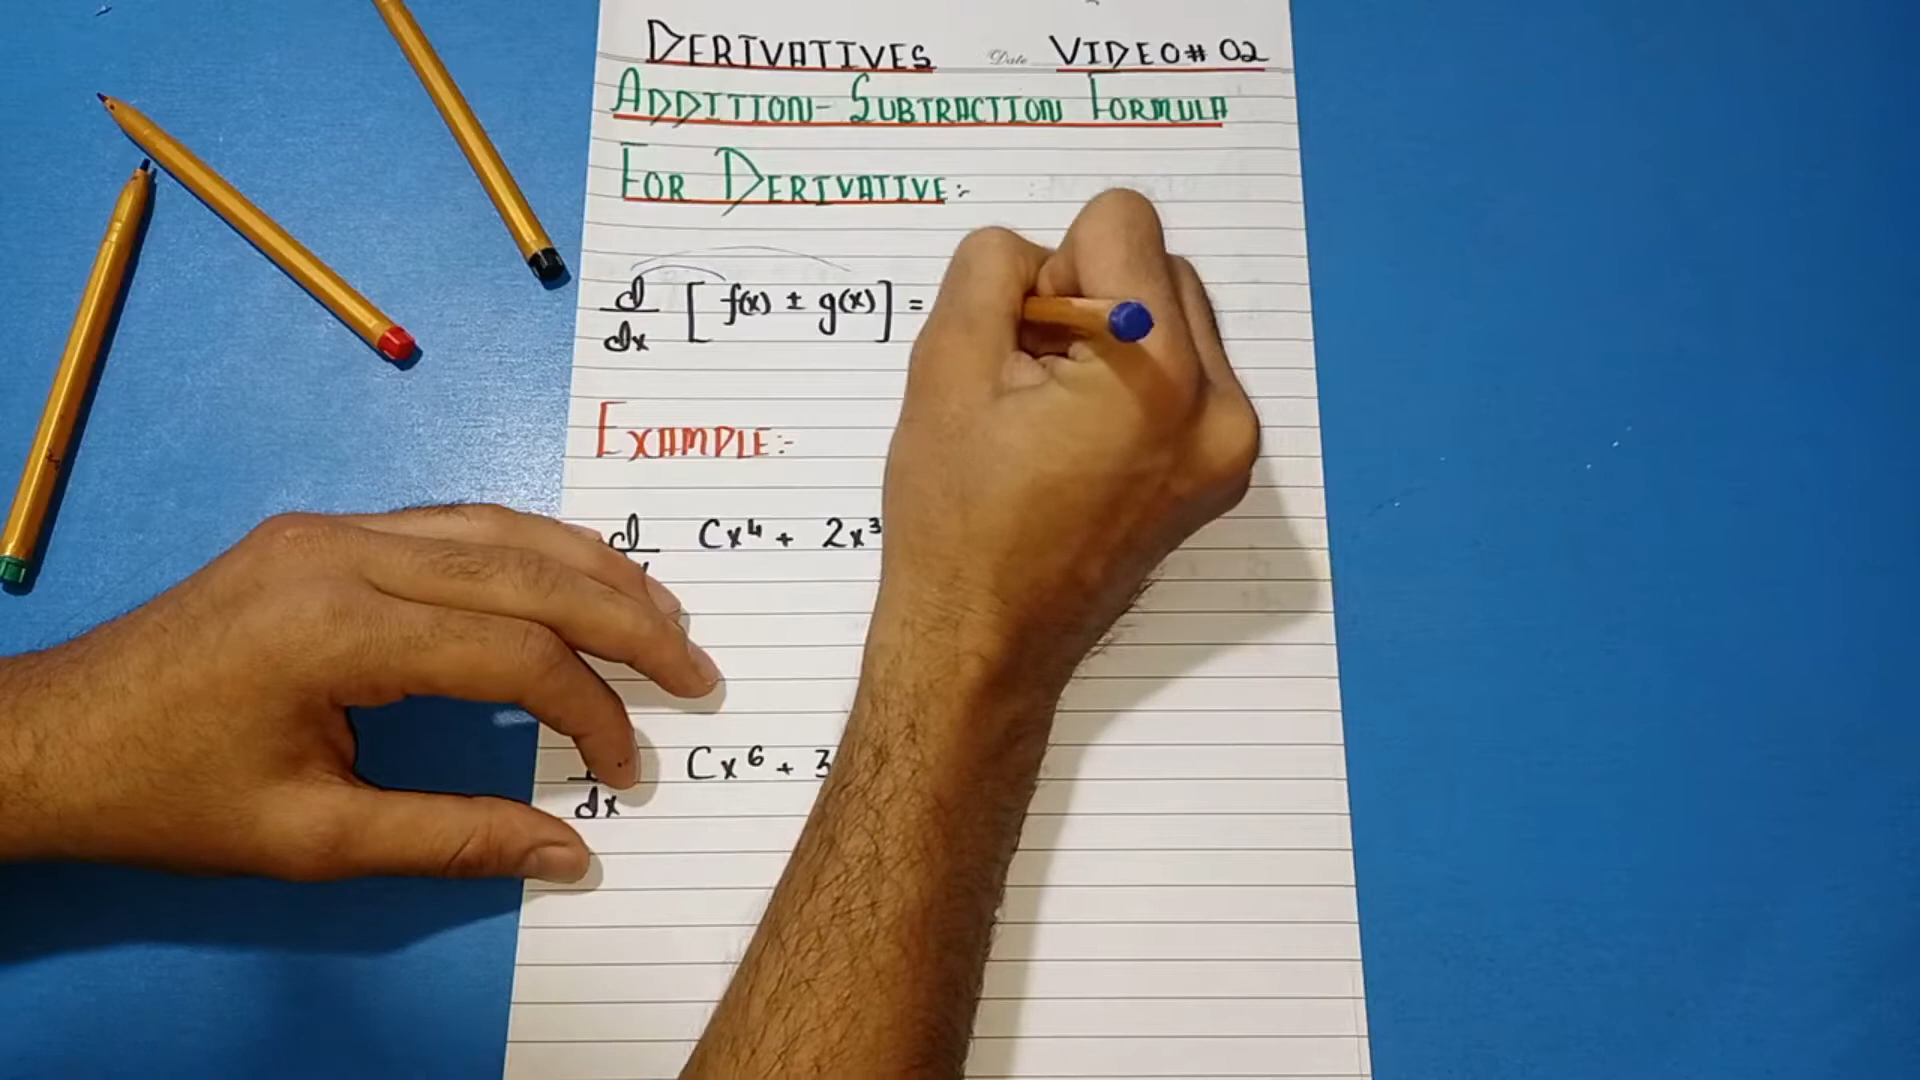 DERIVATIVES Date VIDEO# 02
ADDITION-SUBTRACTION FORMULA
FOR DERIVATIVE:-
d/dx [ f(x) ± g(x) ] =
EXAMPLE:-
d Cx⁴ + 2x³
Cx⁶ + 3
dx